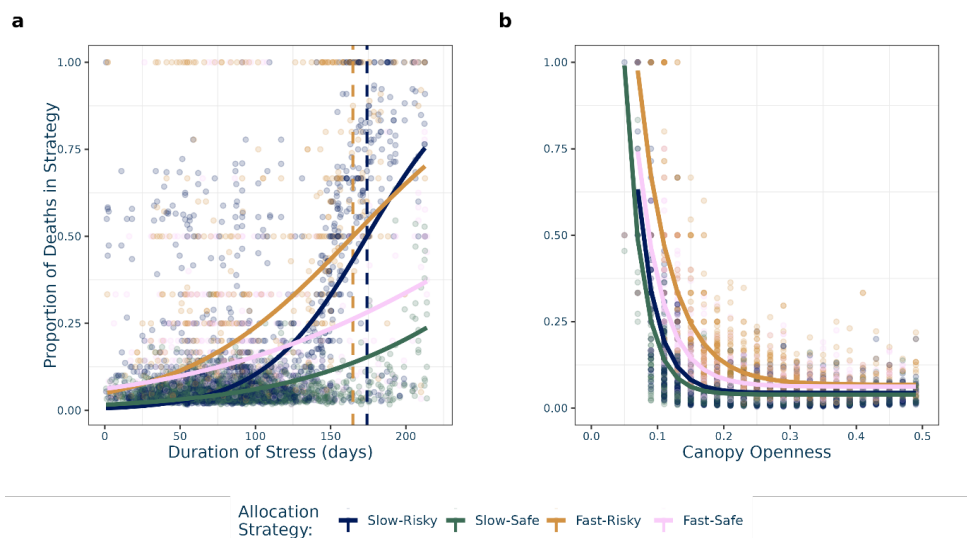 a
b
Proportion of Deaths in Strategy
1.00
0.75
0.50
0.25
0.00
0
50
100
150
200
Duration of Stress (days)
1.00
0.75
0.50
0.25
0.00
0.0
0.1
0.2
0.3
0.4
0.5
Canopy Openness
Allocation
Strategy:
Slow-Risky
Slow-Safe
Fast-Risky
Fast-Safe